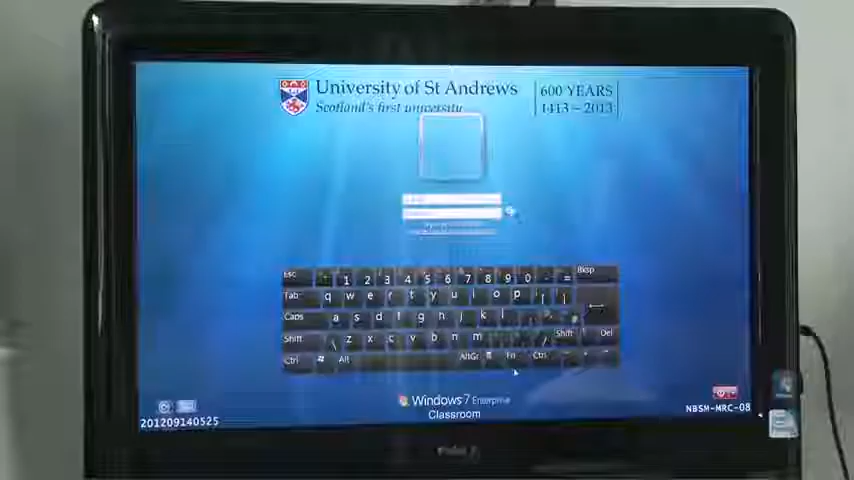 University of St Andrews
Scotland's first university
600 YEARS
1413 – 2013
Esc 1 2 3 4 5 6 7 8 9 0 - = Bksp
Tab q w e r t y u i o p [ ]
Caps a s d f g h j k l
Shift \ z x c v b n m / Shift Del
Ctrl Alt AltGr Fn Ctrl
Windows 7 Enterprise
Classroom
201209140525
NBSM-MRC-08